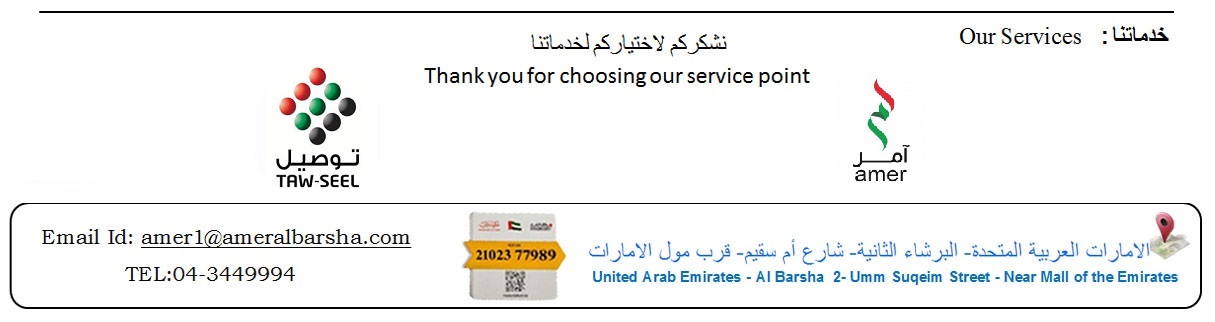 خدماتنا : Our Services
نشكركم لاختياركم لخدماتنا
Thank you for choosing our service point
توصيل
TAW-SEEL
آمر
amer
Email Id: amer1@ameralbarsha.com
TEL:04-3449994
21023 77989
الامارات العربية المتحدة- البرشاء الثانية- شارع أم سقيم- قرب مول الامارات
United Arab Emirates - Al Barsha 2- Umm Suqeim Street - Near Mall of the Emirates